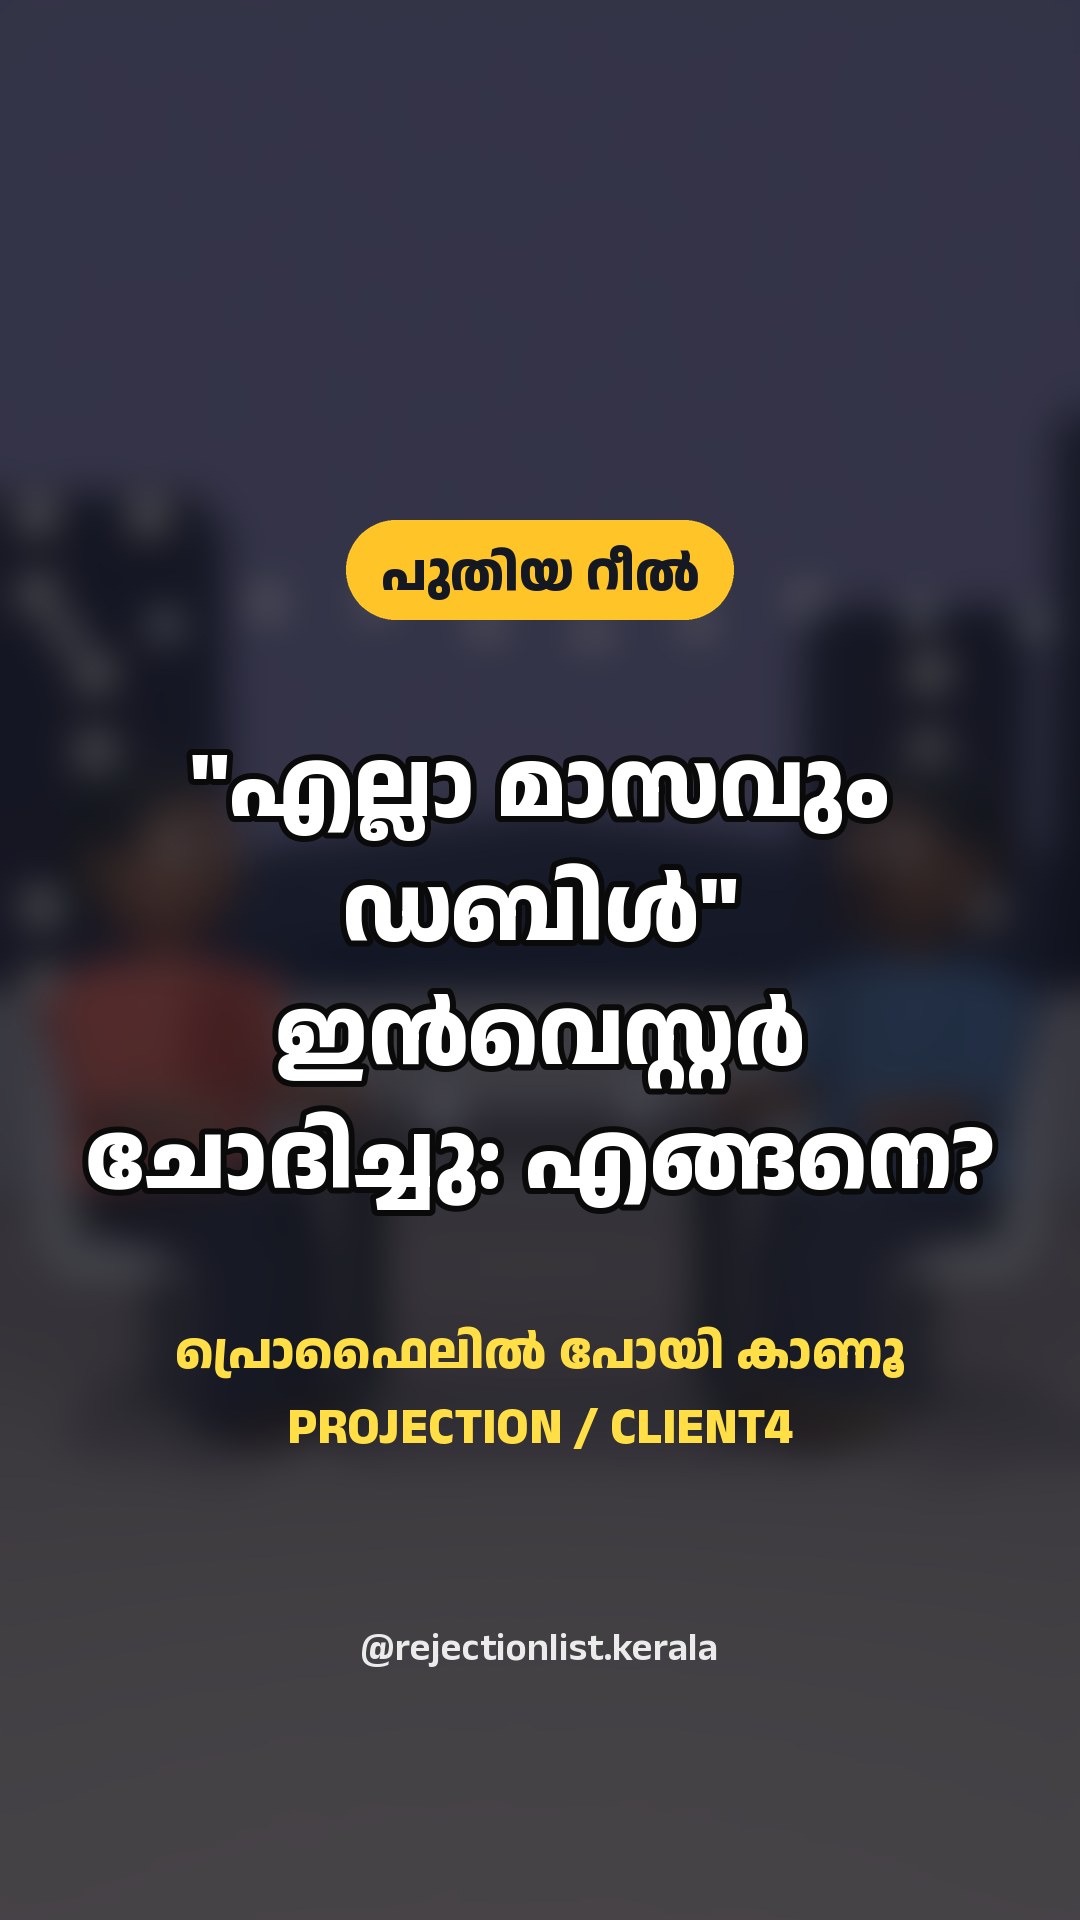 പുതിയ റീൽ
"എല്ലാ മാസവും
ഡബിൾ"
ഇൻവെസ്റ്റർ
ചോദിച്ചു: എങ്ങനെ?
പ്രൊഫൈലിൽ പോയി കാണൂ
PROJECTION / CLIENT4
@rejectionlist.kerala